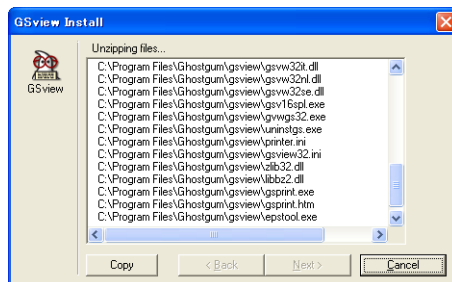 GSview Install
Unzipping files...
GSview
C:\Program Files\Ghostgum\gsview\gsvw32it.dll
C:\Program Files\Ghostgum\gsview\gsvw32nl.dll
C:\Program Files\Ghostgum\gsview\gsvw32se.dll
C:\Program Files\Ghostgum\gsview\gsv16spl.exe
C:\Program Files\Ghostgum\gsview\gvwgs32.exe
C:\Program Files\Ghostgum\gsview\uninstgs.exe
C:\Program Files\Ghostgum\gsview\printer.ini
C:\Program Files\Ghostgum\gsview\gsview32.ini
C:\Program Files\Ghostgum\gsview\zlib32.dll
C:\Program Files\Ghostgum\gsview\libbz2.dll
C:\Program Files\Ghostgum\gsview\gsprint.exe
C:\Program Files\Ghostgum\gsview\gsprint.htm
C:\Program Files\Ghostgum\gsview\epstool.exe
Copy < Back Next > Cancel